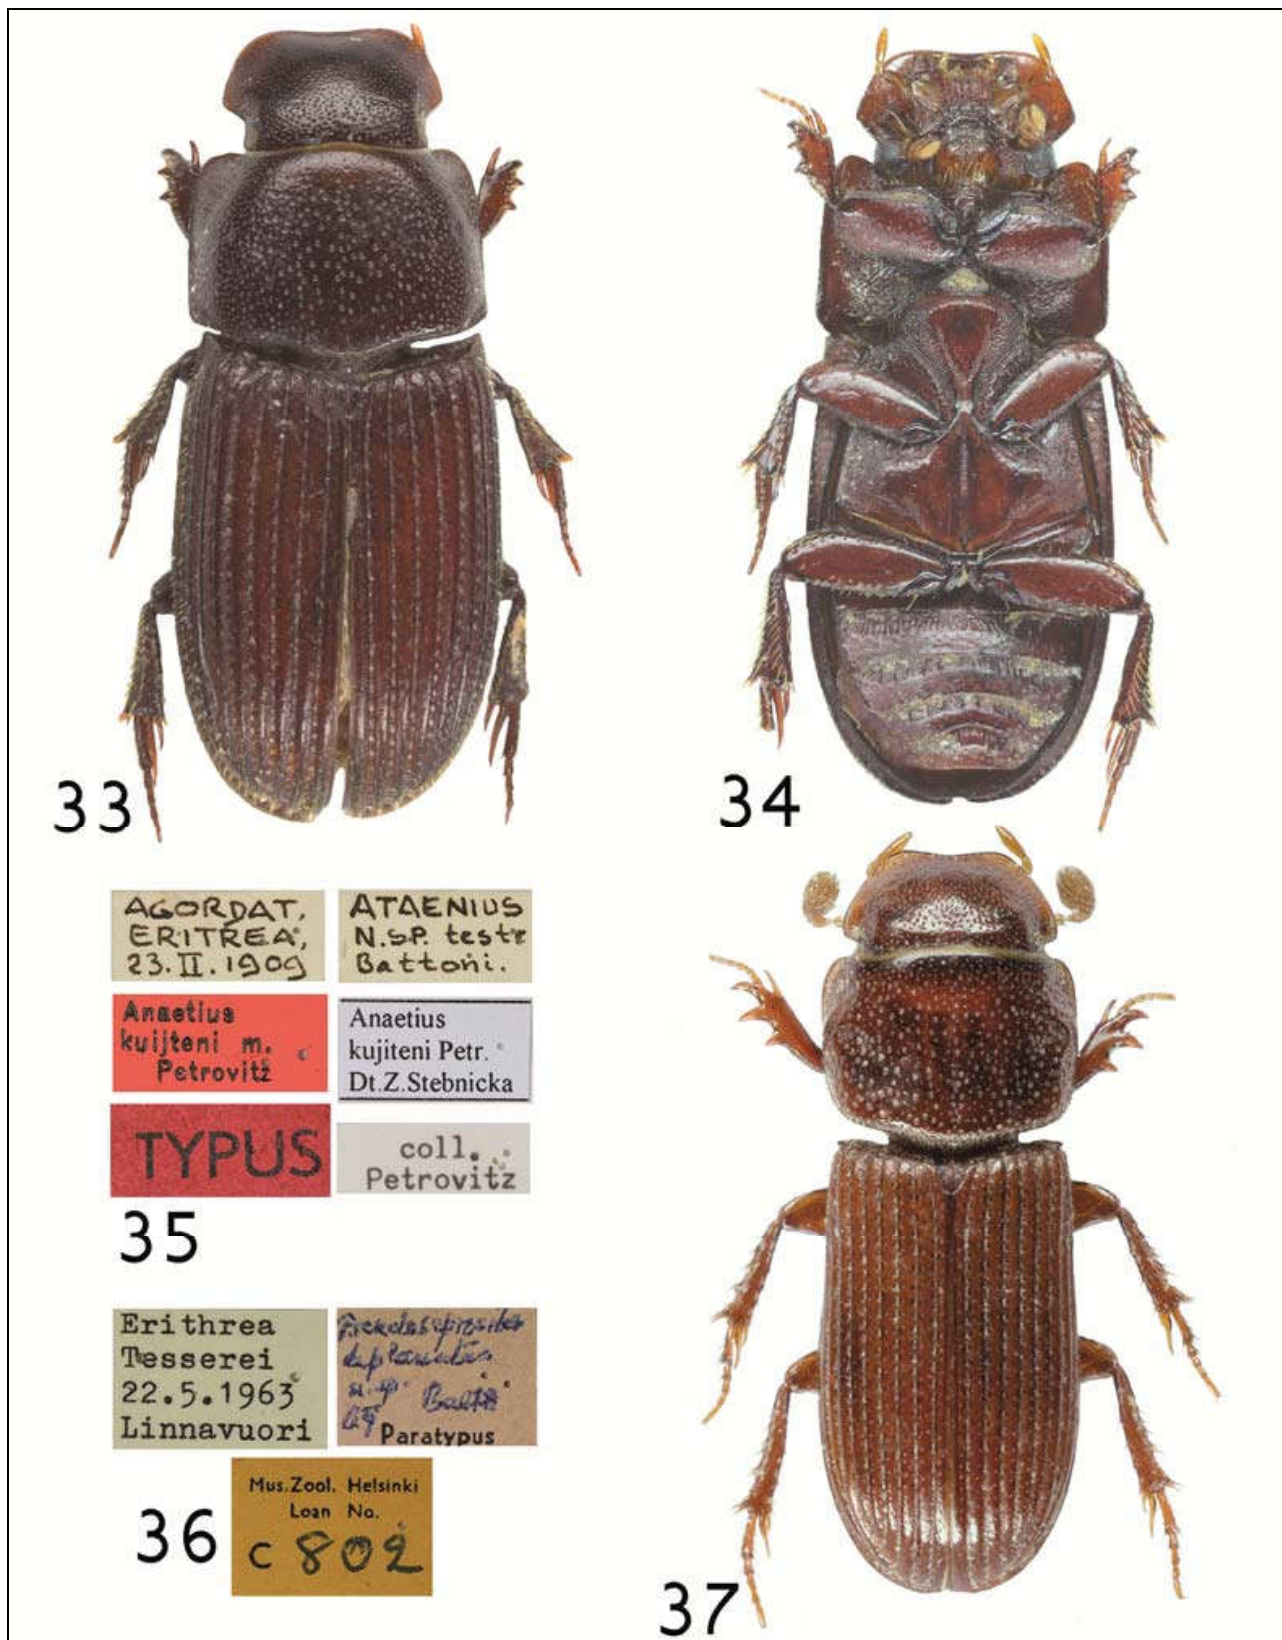 33
34
AGORDAT,
ERITREA,
23.II.1909
ATAENIUS
N.SP. teste
Battoni.
Anaetius
kuijteni m.
Petrovitz
Anaetius
kujiteni Petr.
Dt.Z.Stebnicka
TYPUS
coll.
Petrovitz
35
Erithrea
Tesserei
22.5.1963
Linnavuori
n.sp.
Paratypus
Mus.Zool. Helsinki
Loan No.
C 802
36
37